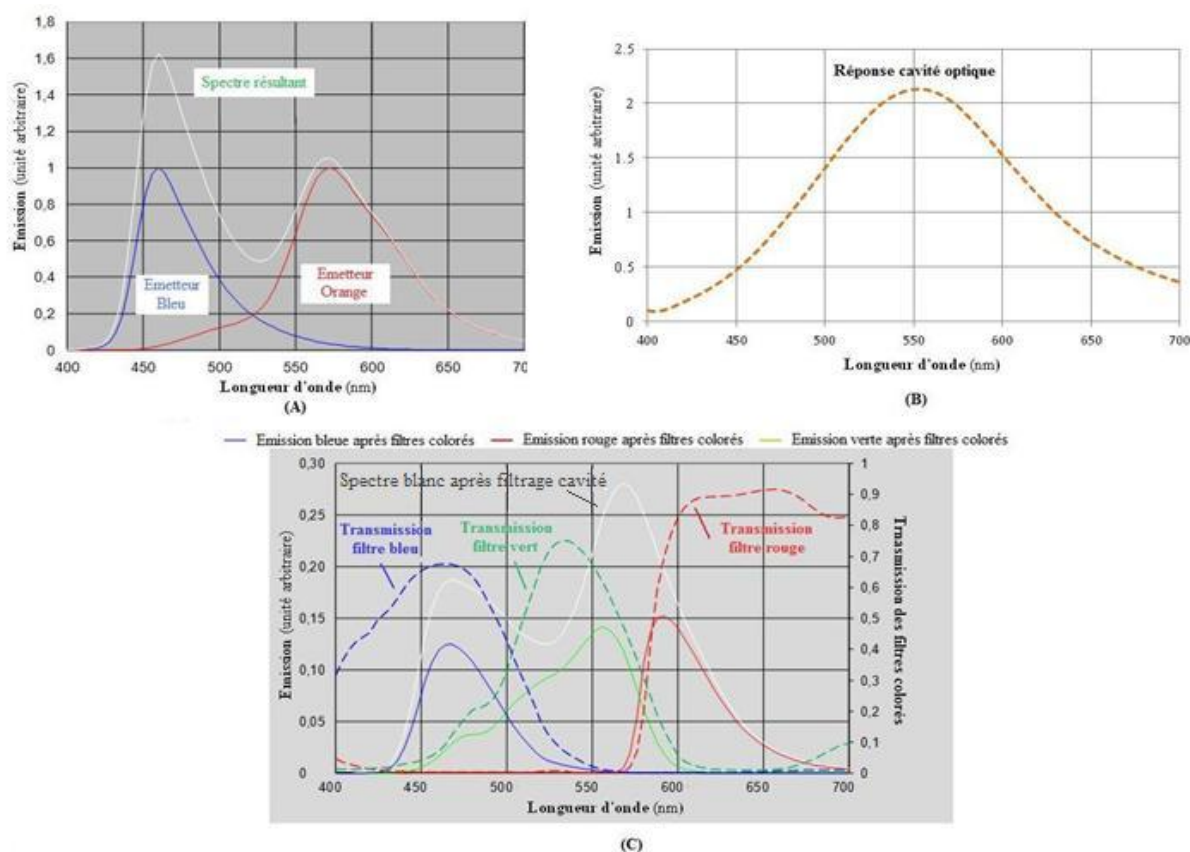 1,8
1,6
1,4
1,2
1
0,8
0,6
0,4
0,2
0
Emission (unité arbitraire)
Spectre résultant
Emetteur
Bleu
Emetteur
Orange
400 450 500 550 600 650 70
Longueur d'onde (nm)
(A)
2.5
2
1.5
1
0.5
0
Emission (unité arbitraire)
Réponse cavité optique
400 450 500 550 600 650 700
Longueur d'onde (nm)
(B)
Emission bleue après filtres colorés Emission rouge après filtres colorés Emission verte après filtres colorés
0,30
0,25
0,20
0,15
0,10
0,05
0
Emission (unité arbitraire)
Spectre blanc après filtrage cavité
Transmission
filtre bleu
Transmission
filtre vert
Transmission
filtre rouge
1
0,9
0,8
0,7
0,6
0,5
0,4
0,3
0,2
0,1
0
Trnasmission des filtres colorés
400 450 500 550 600 650 700
Longueur d'onde (nm)
(C)